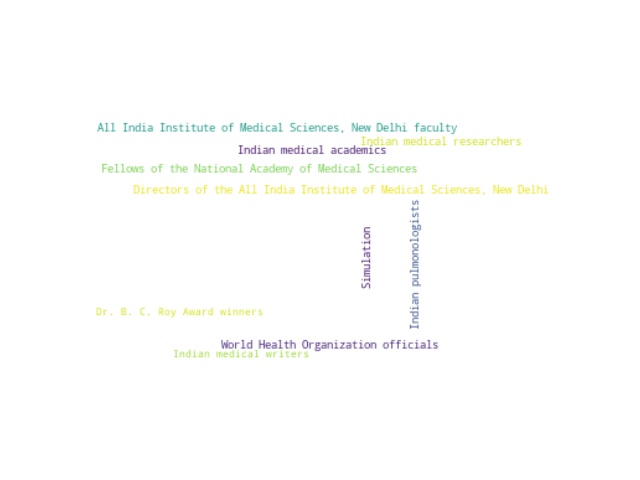 All India Institute of Medical Sciences, New Delhi faculty
Indian medical researchers
Indian medical academics
Fellows of the National Academy of Medical Sciences
Directors of the All India Institute of Medical Sciences, New Delhi
Simulation
Indian pulmonologists
Dr. B. C. Roy Award winners
World Health Organization officials
Indian medical writers